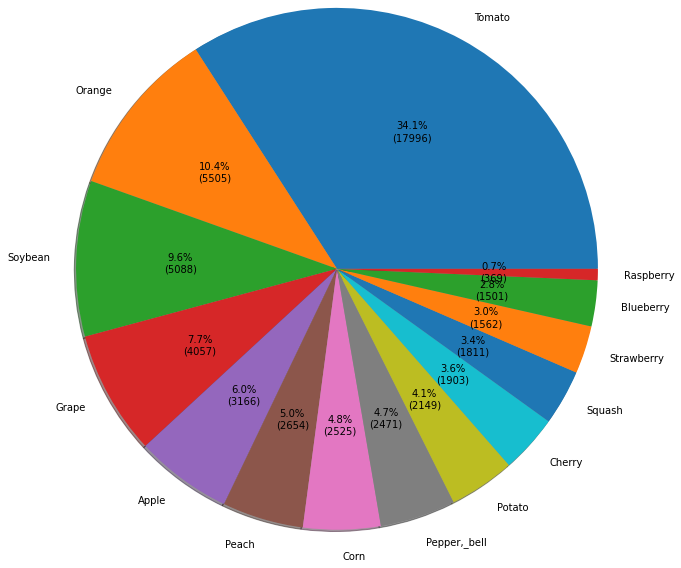 Tomato
34.1%
(17996)
Orange
10.4%
(5505)
Soybean
9.6%
(5088)
Grape
7.7%
(4057)
Apple
6.0%
(3166)
Peach
5.0%
(2654)
Corn
4.8%
(2525)
Pepper,_bell
4.7%
(2471)
Potato
4.1%
(2149)
Cherry
3.6%
(1903)
Squash
3.4%
(1811)
Strawberry
3.0%
(1562)
Blueberry
2.8%
(1501)
Raspberry
0.7%
(369)